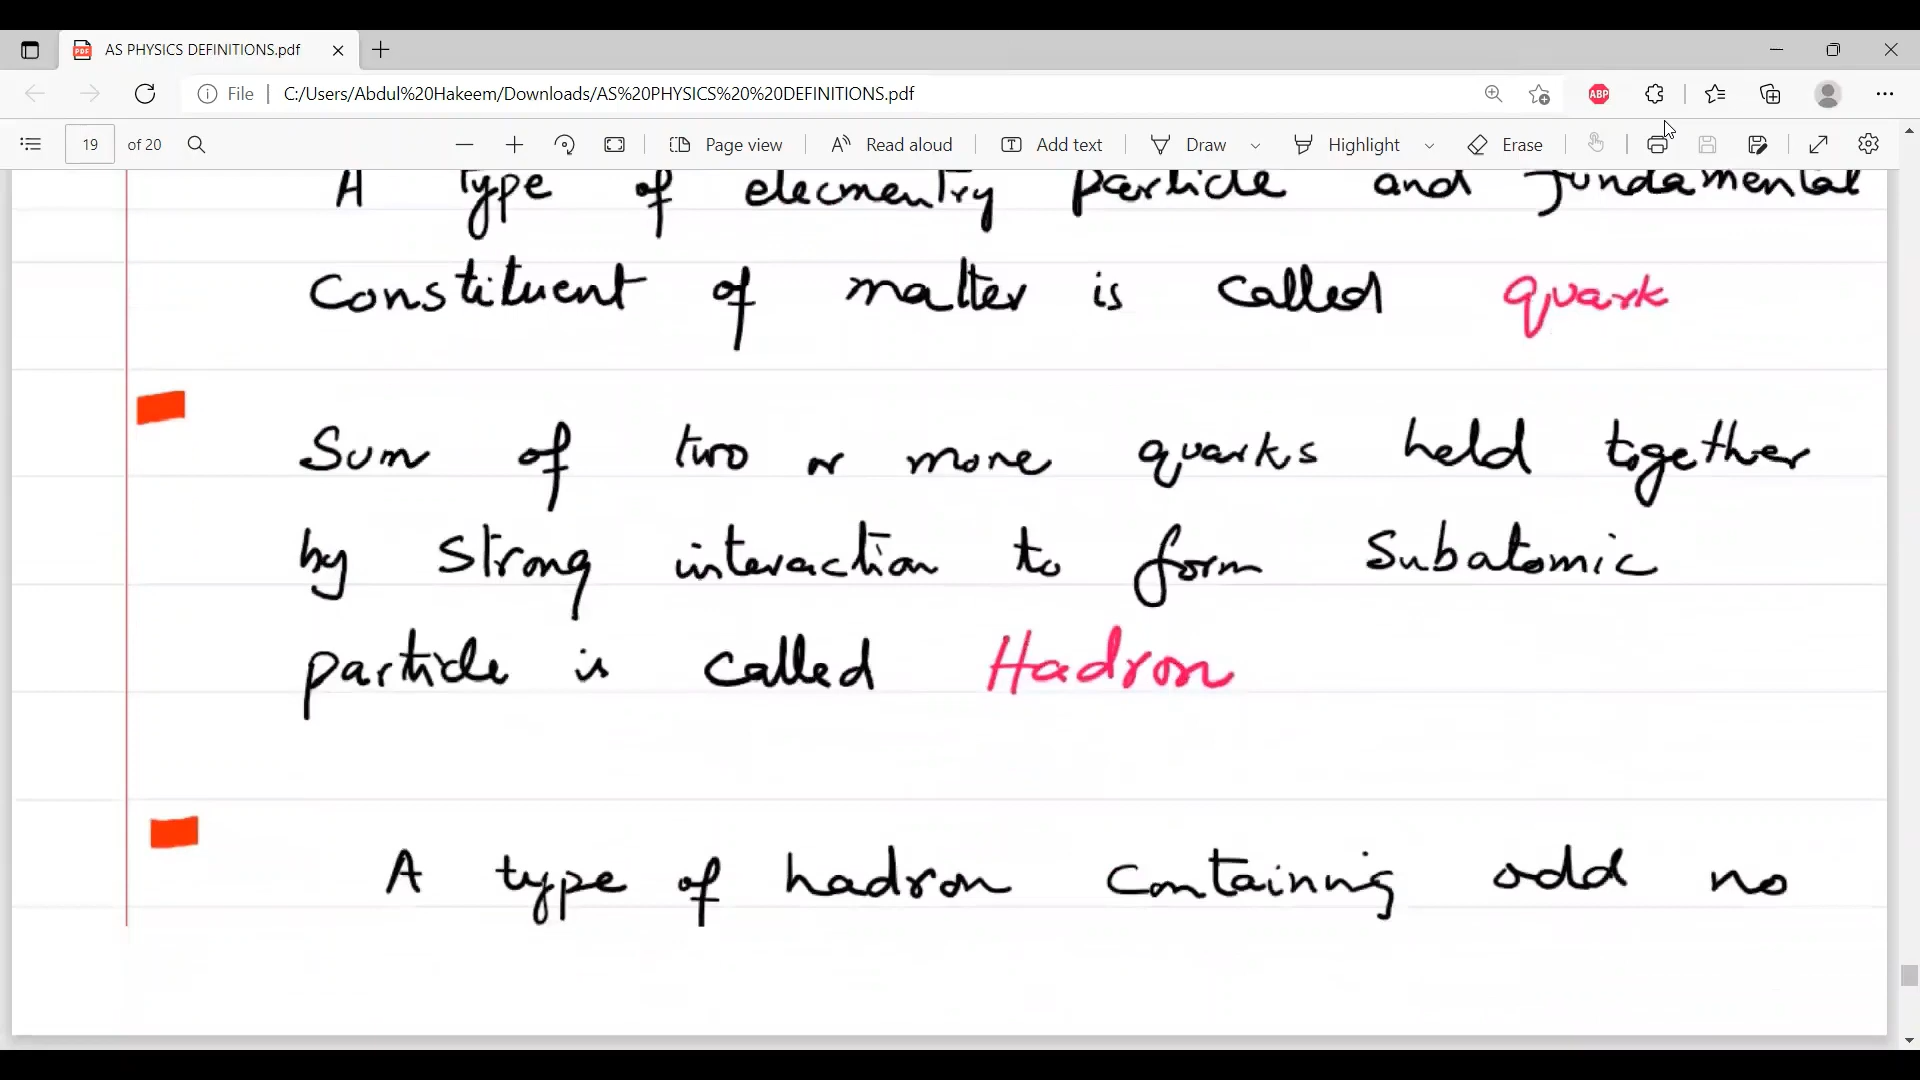 AS PHYSICS DEFINITIONS.pdf
File C:/Users/Abdul%20Hakeem/Downloads/AS%20PHYSICS%20%20DEFINITIONS.pdf
ABP
19 of 20 Page view Read aloud Add text Draw Highlight Erase
A type of elecmentry particle and fundamental
Constituent of matter is called quark
Sum of two or more quarks held together
by strong interaction to form Subatomic
particle is called Hadron
A type of hadron Containing odd no